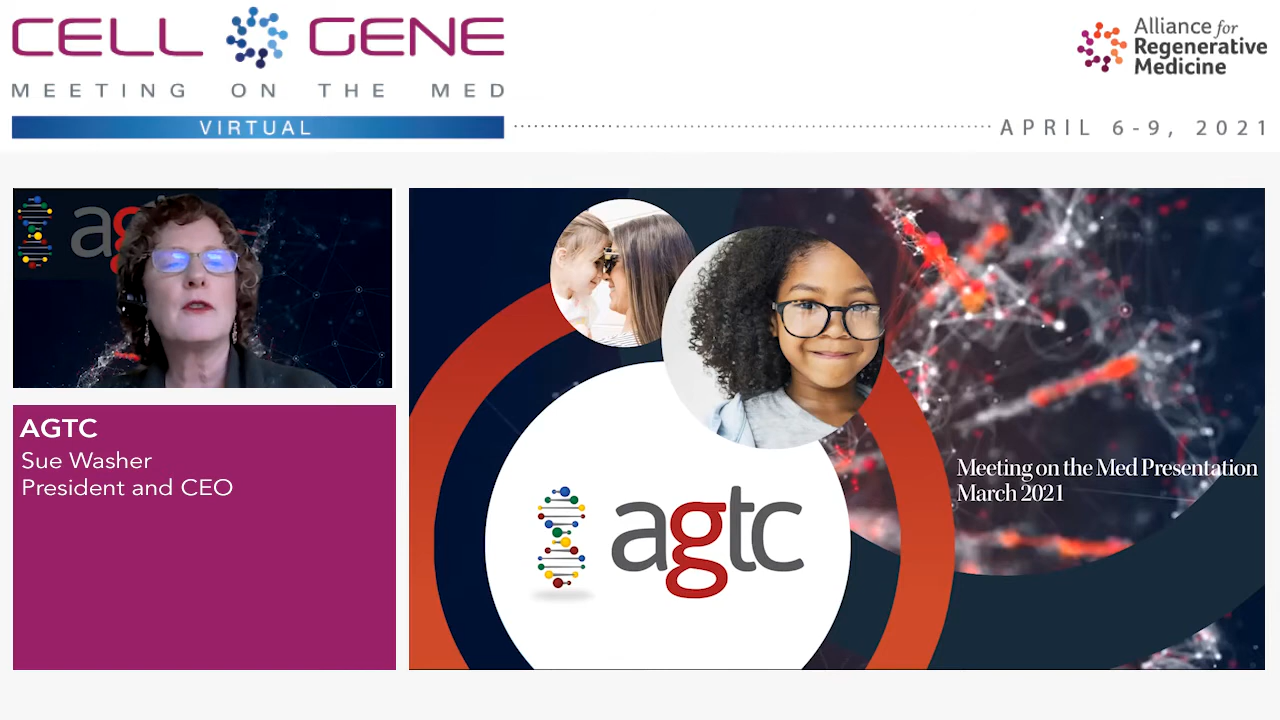 CELL GENE
MEETING ON THE MED
VIRTUAL
Alliance for
Regenerative
Medicine
APRIL 6-9, 2021
ag
AGTC
Sue Washer
President and CEO
agtc
Meeting on the Med Presentation
March 2021